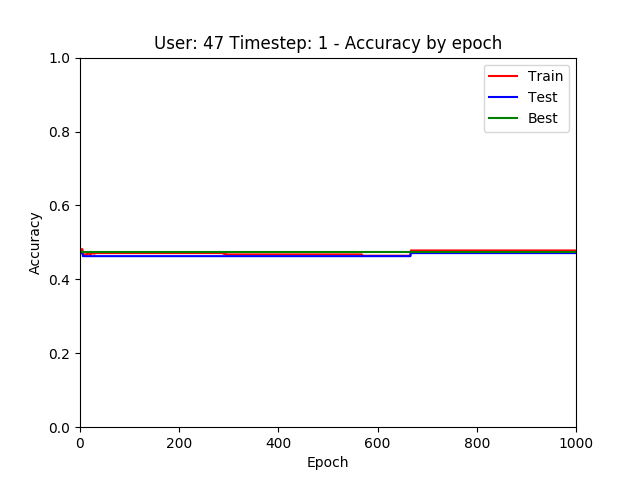 User: 47 Timestep: 1 - Accuracy by epoch
1.0
0.8
0.6
0.4
0.2
0.0
Accuracy
Train
Test
Best
0 200 400 600 800 1000
Epoch